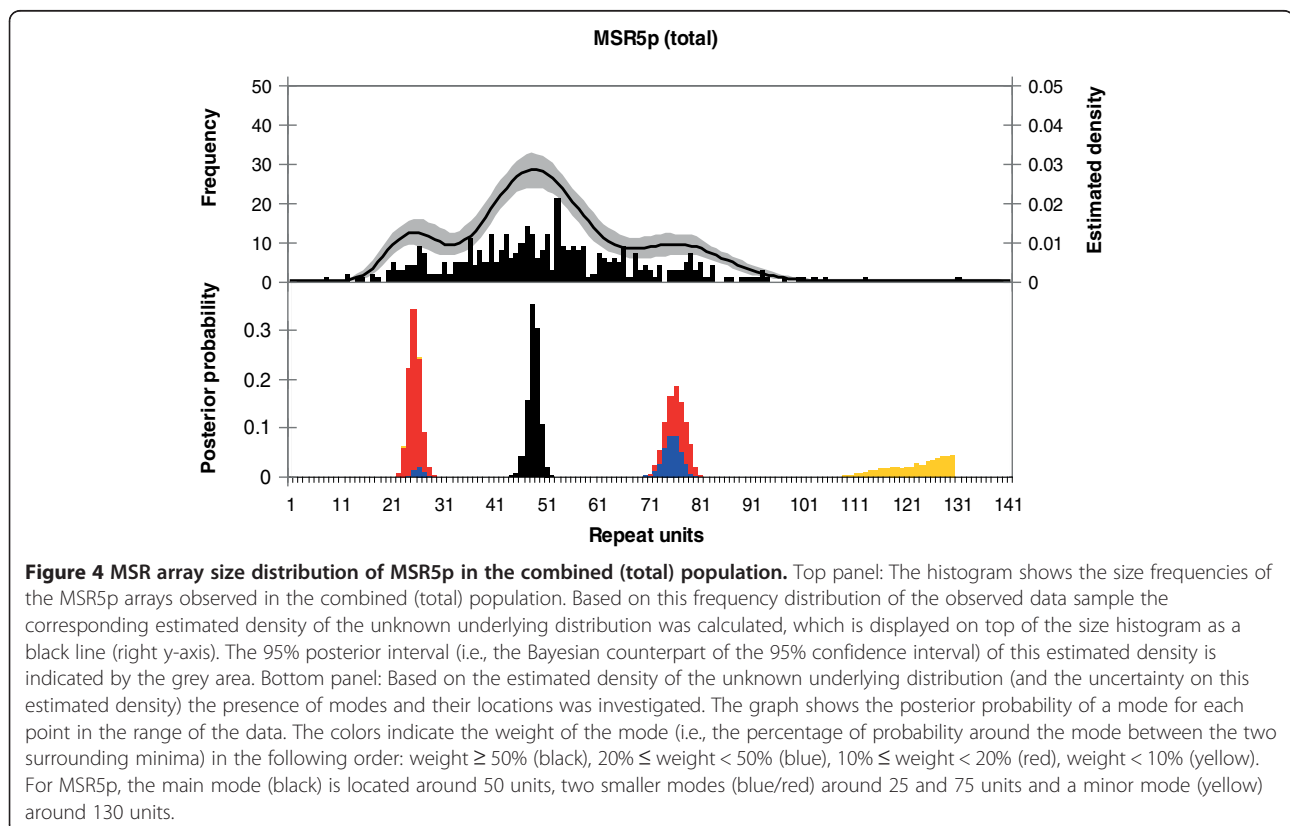 MSR5p (total)
50
40
30
20
10
0
Frequency
0.05
0.04
0.03
0.02
0.01
0
Estimated density
0.3
0.2
0.1
0
Posterior probability
1 11 21 31 41 51 61 71 81 91 101 111 121 131 141
Repeat units
Figure 4 MSR array size distribution of MSR5p in the combined (total) population. Top panel: The histogram shows the size frequencies of
the MSR5p arrays observed in the combined (total) population. Based on this frequency distribution of the observed data sample the
corresponding estimated density of the unknown underlying distribution was calculated, which is displayed on top of the size histogram as a
black line (right y-axis). The 95% posterior interval (i.e., the Bayesian counterpart of the 95% confidence interval) of this estimated density is
indicated by the grey area. Bottom panel: Based on the estimated density of the unknown underlying distribution (and the uncertainty on this
estimated density) the presence of modes and their locations was investigated. The graph shows the posterior probability of a mode for each
point in the range of the data. The colors indicate the weight of the mode (i.e., the percentage of probability around the mode between the two
surrounding minima) in the following order: weight ≥ 50% (black), 20% ≤ weight < 50% (blue), 10% ≤ weight < 20% (red), weight < 10% (yellow).
For MSR5p, the main mode (black) is located around 50 units, two smaller modes (blue/red) around 25 and 75 units and a minor mode (yellow)
around 130 units.